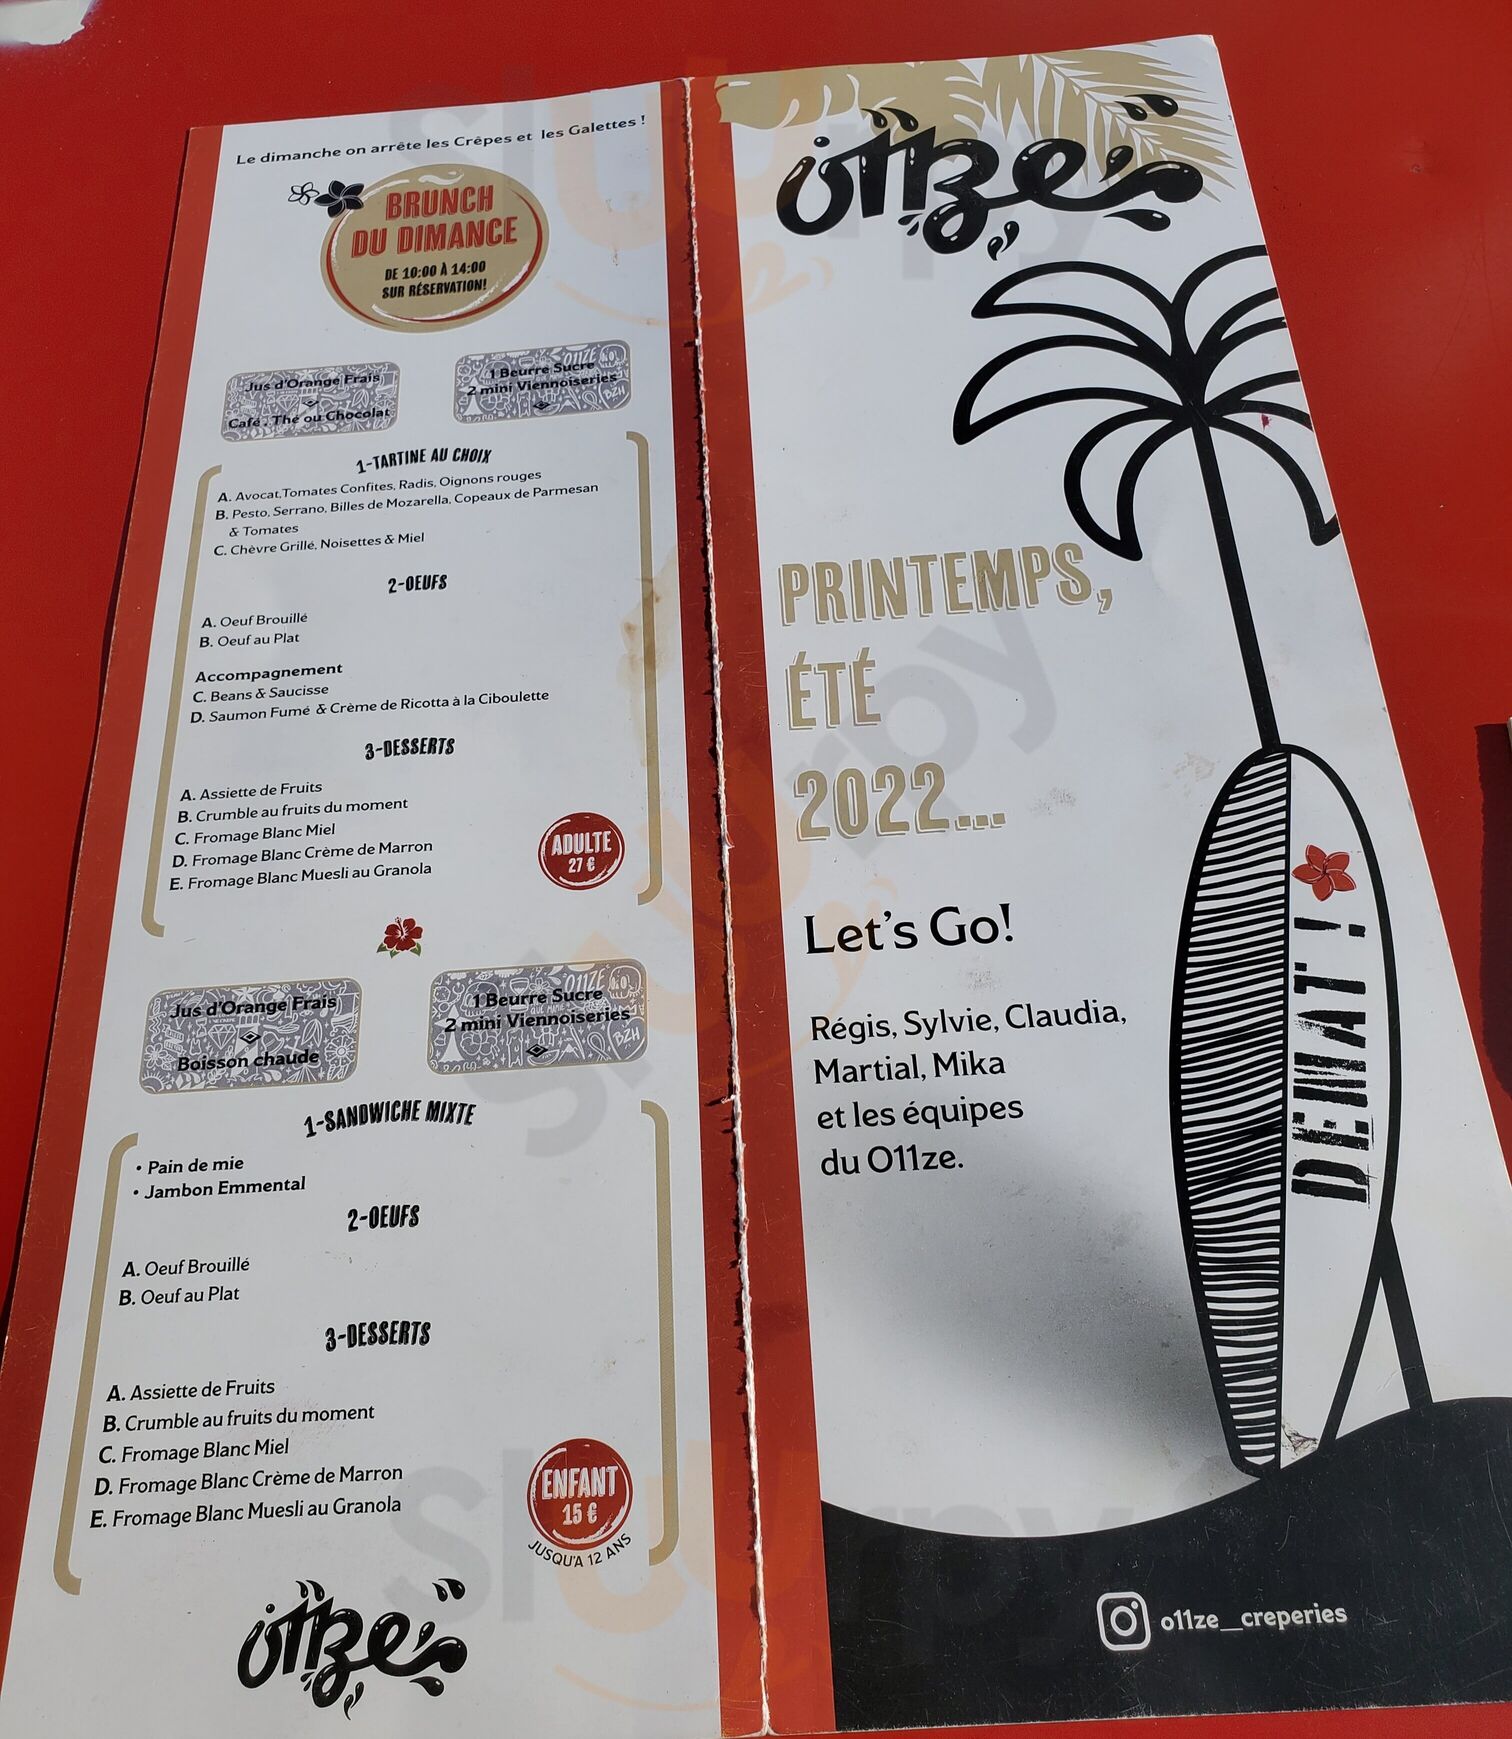 Le dimanche on arrête les Crêpes et les Galettes !
BRUNCH
DU DIMANCE
DE 10:00 À 14:00
SUR RÉSERVATION!
Jus d'Orange Frais
Café . Thé ou Chocolat
O11ZE
1 Beurre Sucre
2 mini Viennoiseries
BZH
1-TARTINE AU CHOIX
A. Avocat,Tomates Confites, Radis, Oignons rouges
B. Pesto, Serrano, Billes de Mozarella, Copeaux de Parmesan
& Tomates
C. Chèvre Grillé, Noisettes & Miel
2-OEUFS
A. Oeuf Brouillé
B. Oeuf au Plat
Accompagnement
C. Beans & Saucisse
D. Saumon Fumé & Crème de Ricotta à la Ciboulette
3-DESSERTS
A. Assiette de Fruits
B. Crumble au fruits du moment
C. Fromage Blanc Miel
D. Fromage Blanc Crème de Marron
E. Fromage Blanc Muesli au Granola
ADULTE
27 €
Jus d'Orange Frais
Boisson chaude
O11ZE
1 Beurre Sucre
2 mini Viennoiseries
BZH
1-SANDWICHE MIXTE
• Pain de mie
• Jambon Emmental
2-OEUFS
A. Oeuf Brouillé
B. Oeuf au Plat
3-DESSERTS
A. Assiette de Fruits
B. Crumble au fruits du moment
C. Fromage Blanc Miel
D. Fromage Blanc Crème de Marron
E. Fromage Blanc Muesli au Granola
ENFANT
15 €
JUSQU'A 12 ANS
O11ze
O11ze
PRINTEMPS,
ÉTÉ
2022...
Let's Go!
Régis, Sylvie, Claudia,
Martial, Mika
et les équipes
du O11ze.
DEMAT !
o11ze_creperies
sluurpy
sluurpy
sluurpy